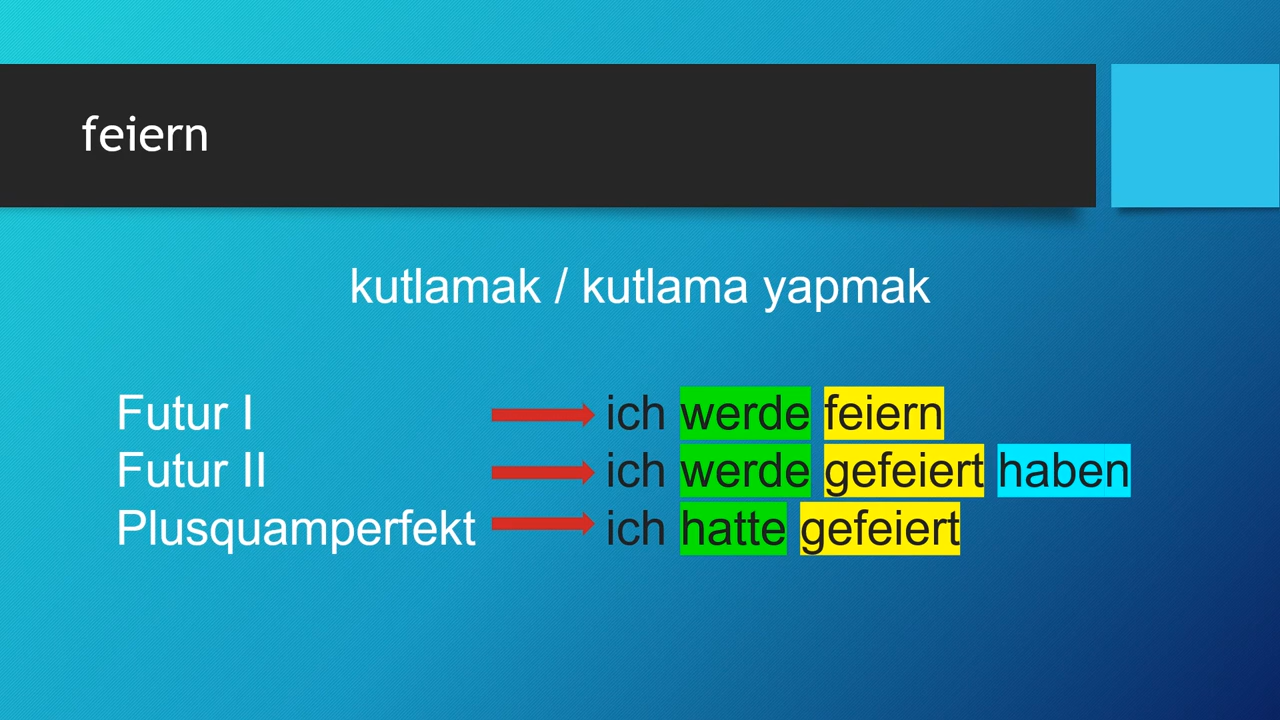 feiern
kutlamak / kutlama yapmak
Futur I ich werde feiern
Futur II ich werde gefeiert haben
Plusquamperfekt ich hatte gefeiert